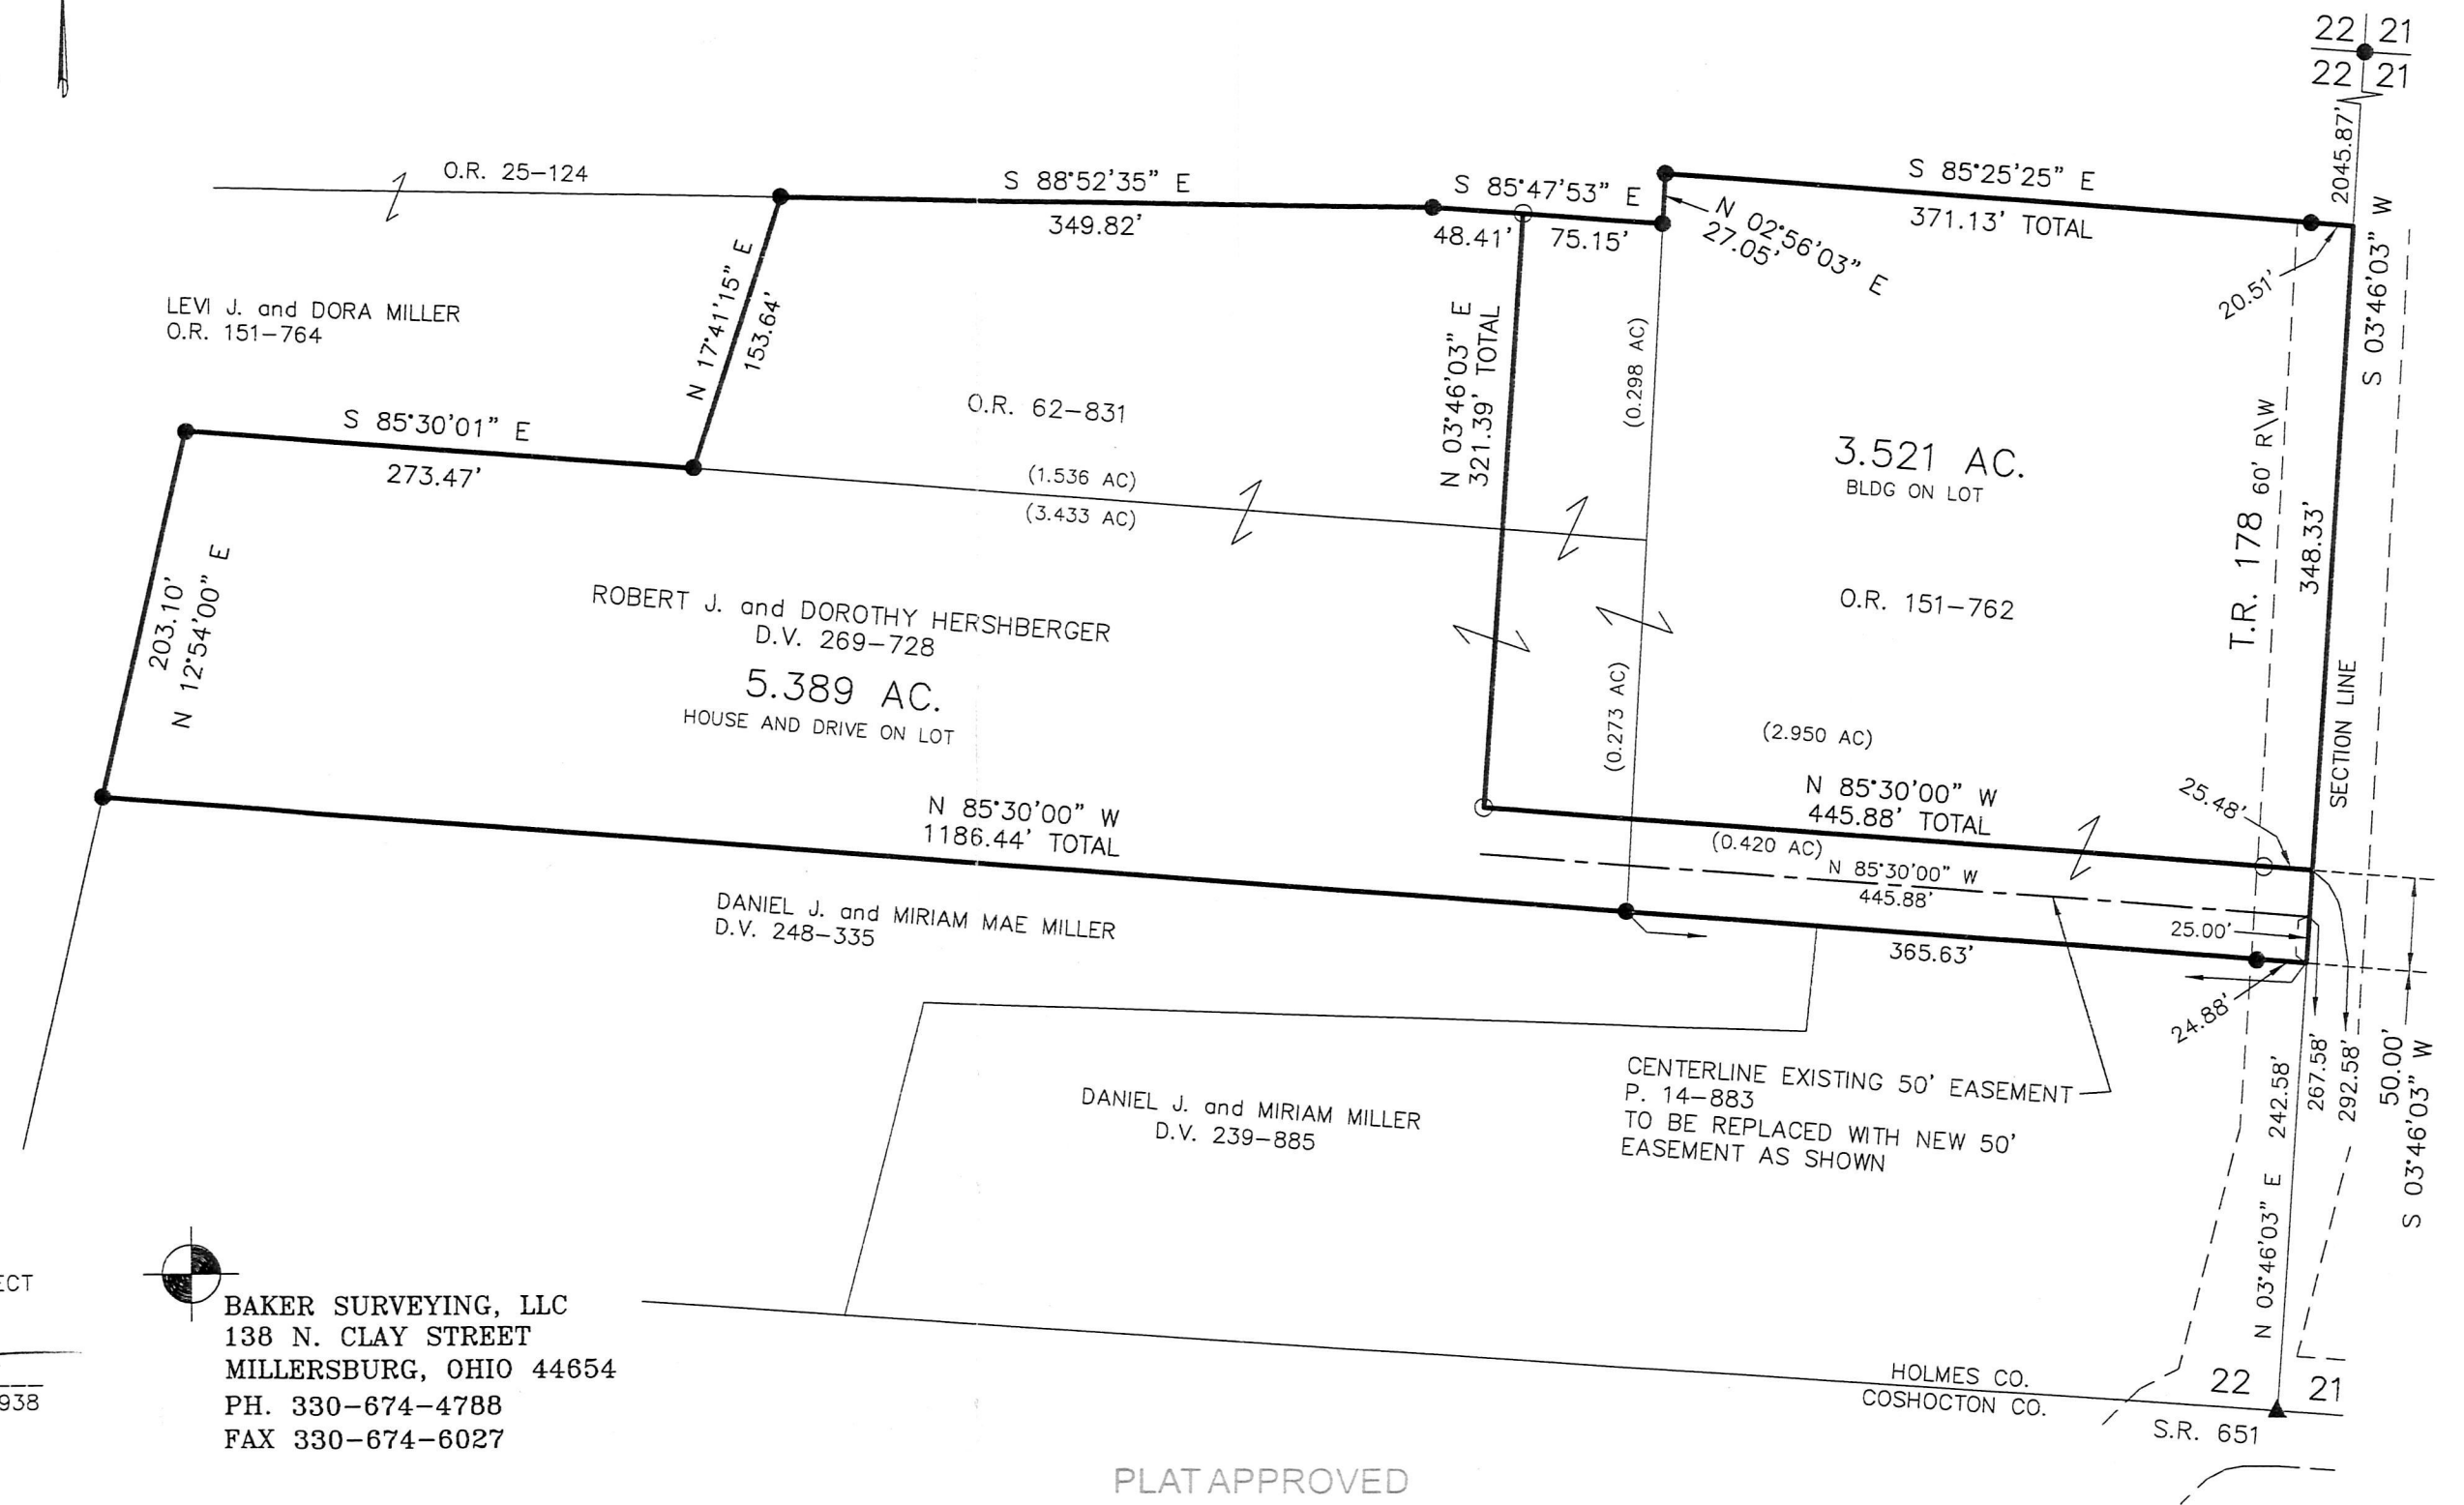 22 21
22 21
2045.87'
O.R. 25-124
S 88°52'35" E
349.82'
S 85°47'53" E
48.41'
75.15'
N 02°56'03" E
27.05'
S 85°25'25" E
371.13' TOTAL
20.51'
S 03°46'03" W
LEVI J. and DORA MILLER
O.R. 151-764
N 17°41'15" E
153.64'
O.R. 62-831
N 03°46'03" E
321.39' TOTAL
(0.298 AC)
S 85°30'01" E
273.47'
(1.536 AC)
(3.433 AC)
3.521 AC.
BLDG ON LOT
T.R. 178 60' R\W
348.33'
O.R. 151-762
203.10'
N 12°54'00" E
ROBERT J. and DOROTHY HERSHBERGER
D.V. 269-728
5.389 AC.
HOUSE AND DRIVE ON LOT
(0.273 AC)
(2.950 AC)
SECTION LINE
N 85°30'00" W
1186.44' TOTAL
N 85°30'00" W
445.88' TOTAL
25.48'
(0.420 AC)
N 85°30'00" W
445.88'
25.00'
DANIEL J. and MIRIAM MAE MILLER
D.V. 248-335
365.63'
24.88'
242.58'
267.58'
292.58'
50.00'
S 03°46'03" W
N 03°46'03" E
CENTERLINE EXISTING 50' EASEMENT
P. 14-883
TO BE REPLACED WITH NEW 50'
EASEMENT AS SHOWN
DANIEL J. and MIRIAM MILLER
D.V. 239-885
ECT
938
BAKER SURVEYING, LLC
138 N. CLAY STREET
MILLERSBURG, OHIO 44654
PH. 330-674-4788
FAX 330-674-6027
HOLMES CO.
COSHOCTON CO.
22 21
S.R. 651
PLAT APPROVED